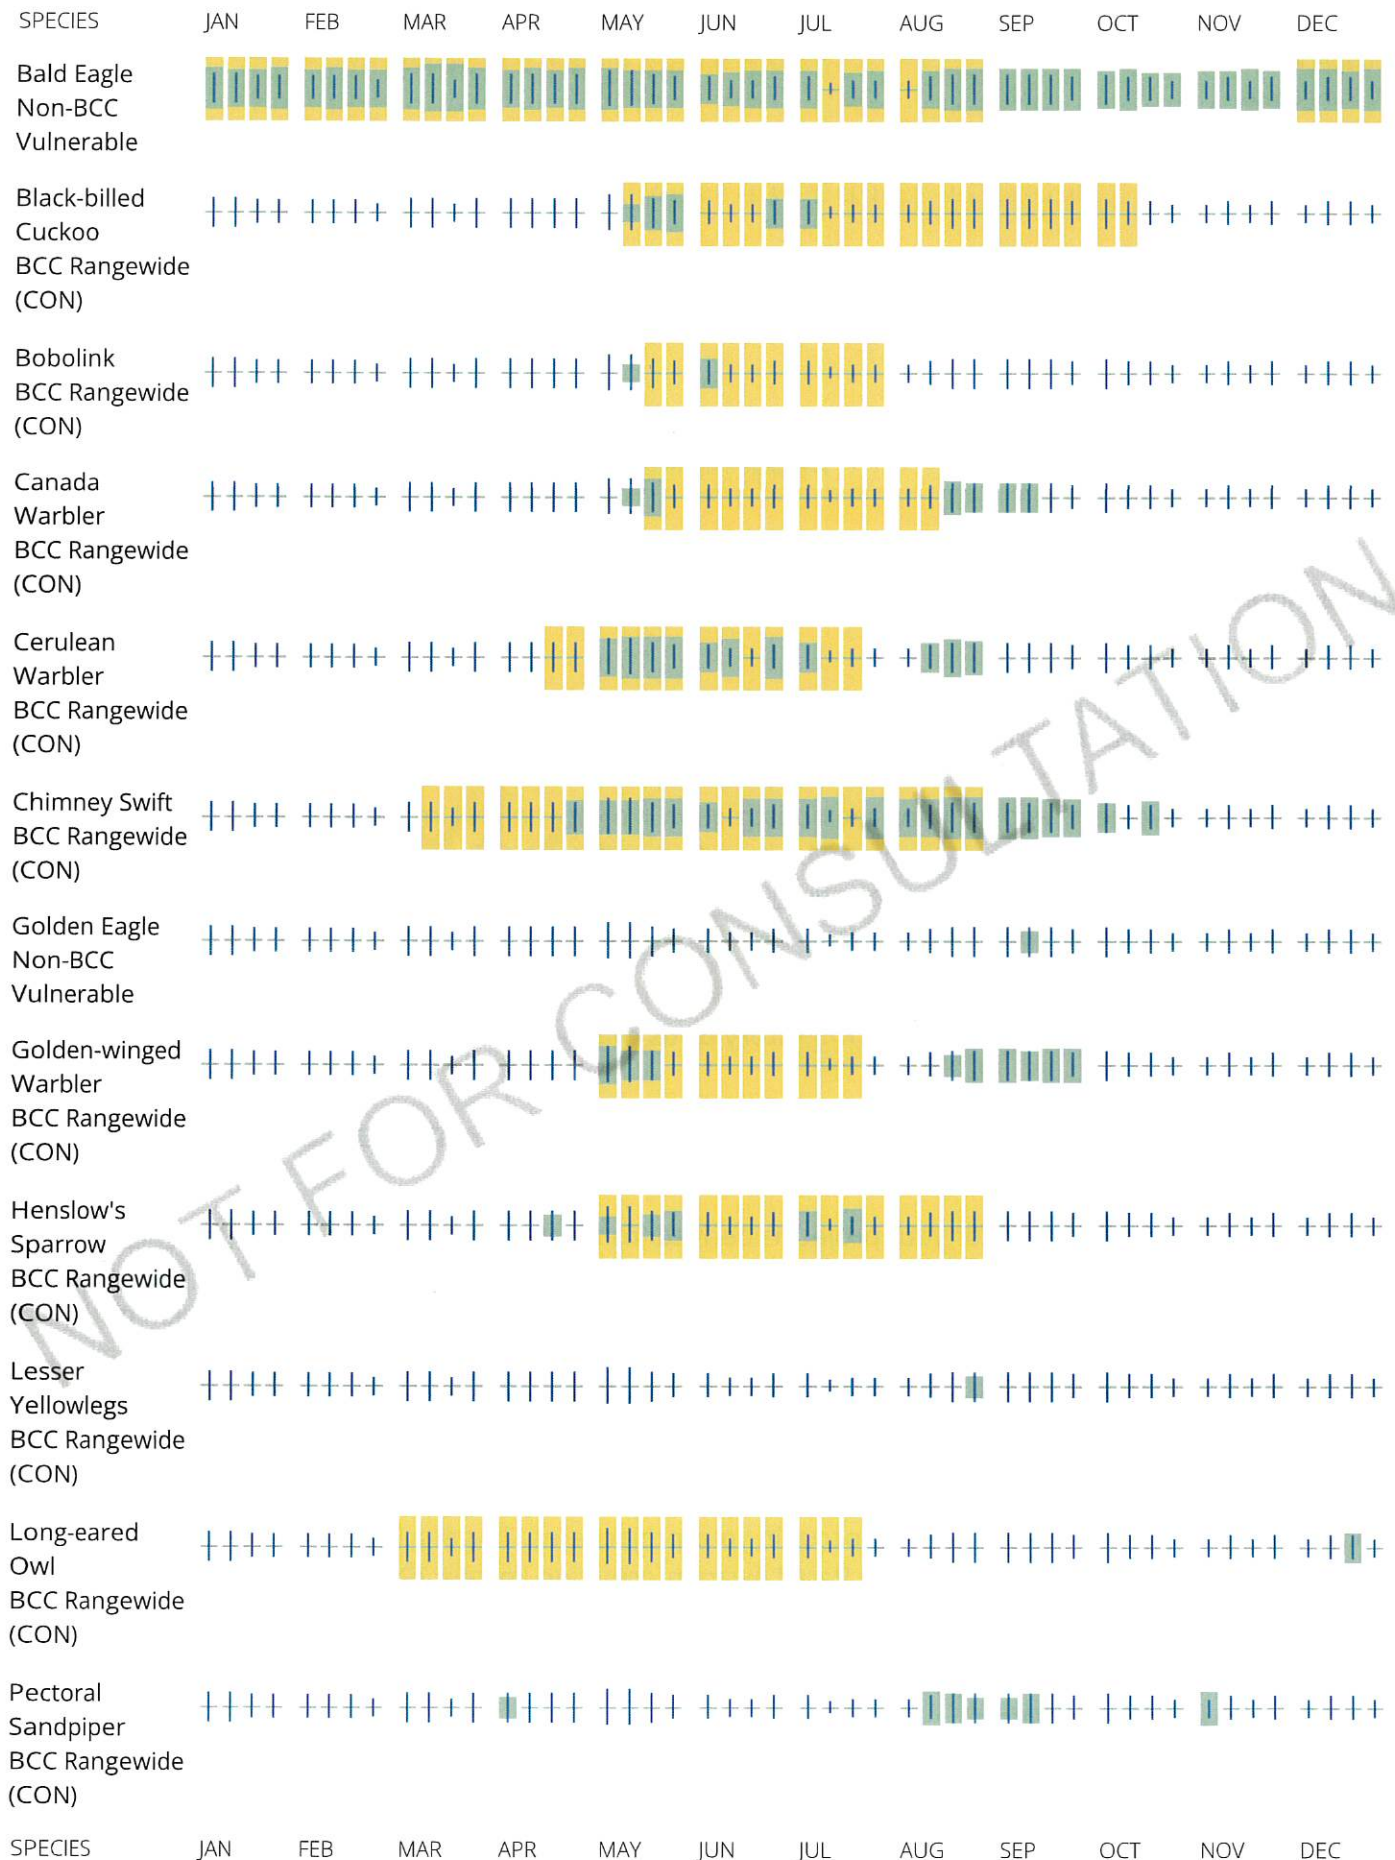 SPECIES JAN FEB MAR APR MAY JUN JUL AUG SEP OCT NOV DEC
Bald Eagle
Non-BCC
Vulnerable
Black-billed
Cuckoo
BCC Rangewide
(CON)
Bobolink
BCC Rangewide
(CON)
Canada
Warbler
BCC Rangewide
(CON)
Cerulean
Warbler
BCC Rangewide
(CON)
Chimney Swift
BCC Rangewide
(CON)
Golden Eagle
Non-BCC
Vulnerable
Golden-winged
Warbler
BCC Rangewide
(CON)
Henslow's
Sparrow
BCC Rangewide
(CON)
Lesser
Yellowlegs
BCC Rangewide
(CON)
Long-eared
Owl
BCC Rangewide
(CON)
Pectoral
Sandpiper
BCC Rangewide
(CON)
SPECIES JAN FEB MAR APR MAY JUN JUL AUG SEP OCT NOV DEC
NOT FOR CONSULTATION